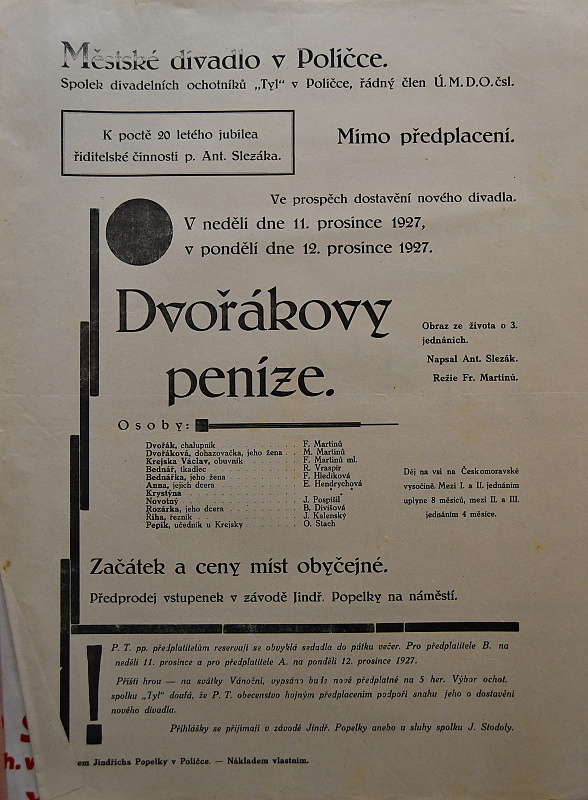 Městské divadlo v Poličce.
Spolek divadelních ochotníků „Tyl“ v Poličce, řádný člen Ú. M. D. O. čsl.
K poctě 20 letého jubilea
řiditelské činnosti p. Ant. Slezáka.
Mimo předplacení.
Ve prospěch dostavění nového divadla.
V neděli dne 11. prosince 1927,
v pondělí dne 12. prosince 1927.
Dvořákovy
peníze.
Obraz ze života o 3.
jednáních.
Napsal Ant. Slezák.
Režie Fr. Martinů.
Osoby:
Dvořák, chalupník . . . F. Martinů
Dvořáková, dohazovačka, jeho žena . . M. Martinů
Krejska Václav, obuvník . . . F. Martinů ml.
Bednář, tkadlec . . . R. Vraspír
Bednářka, jeho žena . . . F. Hledíková
Anna, jejich dcera . . . E. Hendrychová
Krystýna
Novotný . . . J. Pospíšil
Rozárka, jeho dcera . . . B. Divišová
Říha, řezník . . . J. Kalenský
Pepík, učedník u Krejsky . . . O. Stach
Děj na vsi na Českomoravské
vysočině. Mezi I. a II. jednáním
uplyne 8 měsíců, mezi II. a III.
jednáním 4 měsíce.
Začátek a ceny míst obyčejné.
Předprodej vstupenek v závodě Jindř. Popelky na náměstí.
P. T. pp. předplatitelům reservují se obvyklá sedadla do pátku večer. Pro předplatitele B. na
neděli 11. prosince a pro předplatitele A. na pondělí 12. prosince 1927.
Příští hrou — na svátky Vánoční, vypsáno bude nové předplatné na 5 her. Výbor ochot.
spolku „Tyl“ doufá, že P. T. obecenstvo hojným předplacením podpoří snahu jeho o dostavění
nového divadla.
Přihlášky se přijímají v závodě Jindř. Popelky anebo u sluhy spolku J. Stodoly.
!
em Jindřicha Popelky v Poličce. — Nákladem vlastním.
h.v